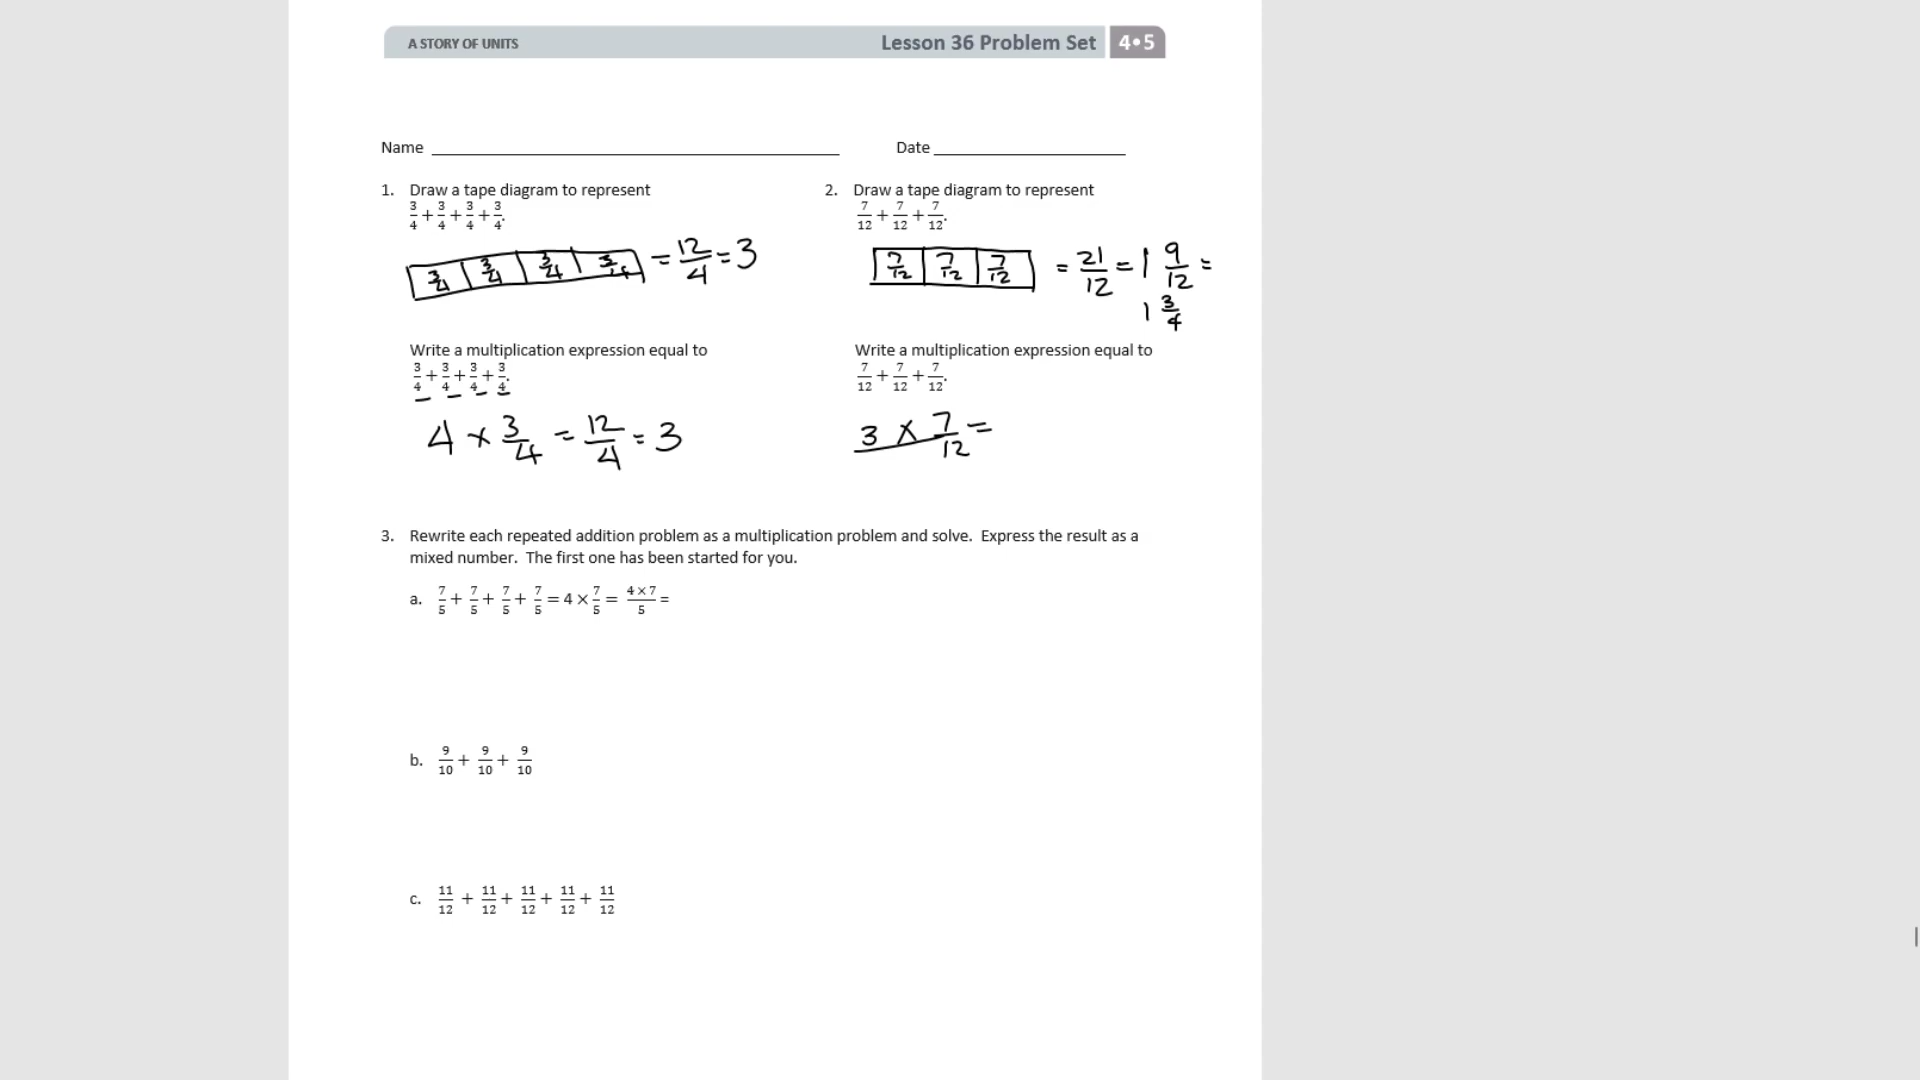 A STORY OF UNITS Lesson 36 Problem Set 4•5
Name Date
1. Draw a tape diagram to represent
3/4 + 3/4 + 3/4 + 3/4.
3/4 3/4 3/4 3/4 = 12/4 = 3
Write a multiplication expression equal to
3/4 + 3/4 + 3/4 + 3/4.
4 × 3/4 = 12/4 = 3
2. Draw a tape diagram to represent
7/12 + 7/12 + 7/12.
7/12 7/12 7/12 = 21/12 = 1 9/12 =
1 3/4
Write a multiplication expression equal to
7/12 + 7/12 + 7/12.
3 × 7/12 =
3. Rewrite each repeated addition problem as a multiplication problem and solve. Express the result as a
mixed number. The first one has been started for you.
a. 7/5 + 7/5 + 7/5 + 7/5 = 4 × 7/5 = 4 × 7/5 =
b. 9/10 + 9/10 + 9/10
c. 11/12 + 11/12 + 11/12 + 11/12 + 11/12